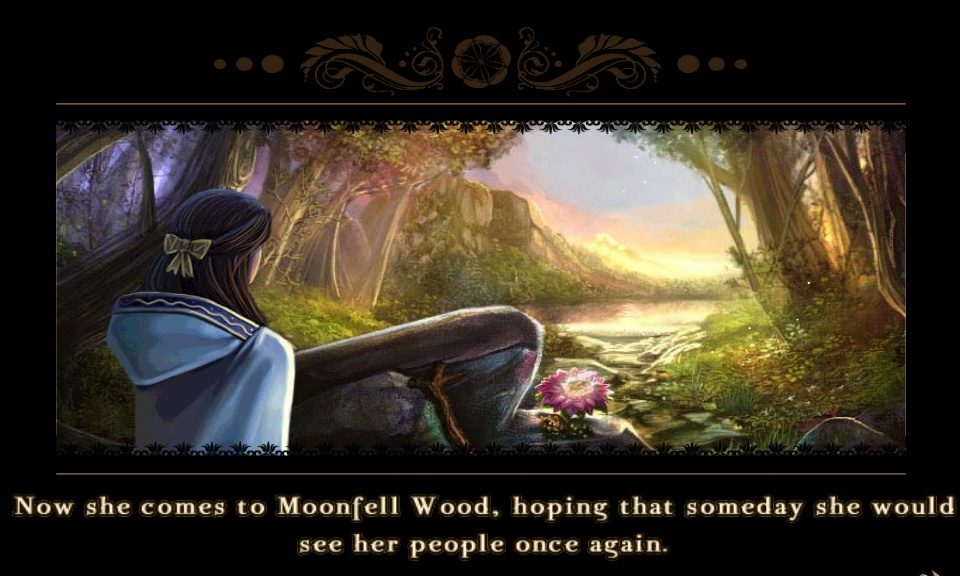 Now she comes to Moonfell Wood, hoping that someday she would
see her people once again.